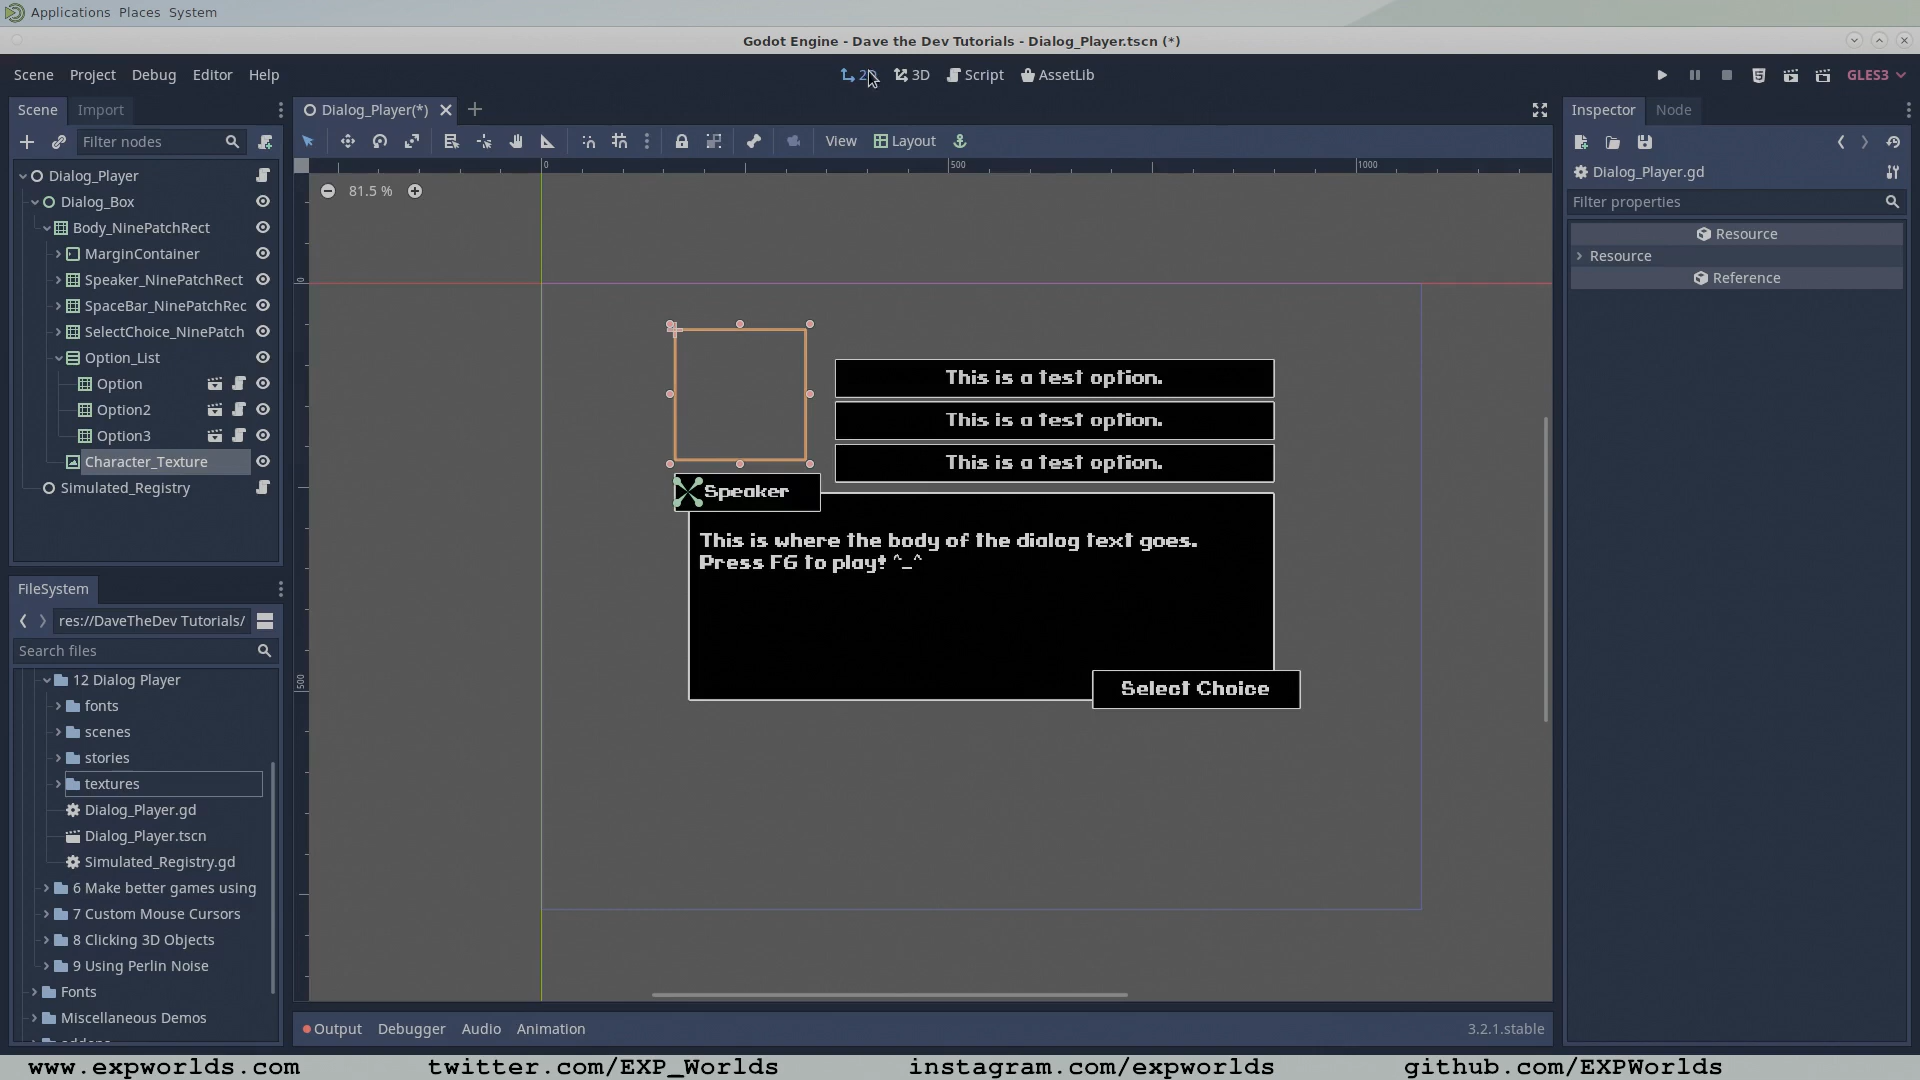 Applications Places System
Godot Engine - Dave the Dev Tutorials - Dialog_Player.tscn (*)
Scene Project Debug Editor Help
2D 3D Script AssetLib
GLES3
Scene Import
Dialog_Player(*)
Inspector Node
Filter nodes
View Layout
Dialog_Player
Dialog_Box
Body_NinePatchRect
MarginContainer
Speaker_NinePatchRect
SpaceBar_NinePatchRec
SelectChoice_NinePatch
Option_List
Option
Option2
Option3
Character_Texture
Simulated_Registry
FileSystem
res://DaveTheDev Tutorials/
Search files
12 Dialog Player
fonts
scenes
stories
textures
Dialog_Player.gd
Dialog_Player.tscn
Simulated_Registry.gd
6 Make better games using
7 Custom Mouse Cursors
8 Clicking 3D Objects
9 Using Perlin Noise
Fonts
Miscellaneous Demos
0 500 1000
81.5 %
0
500
This is a test option.
This is a test option.
This is a test option.
Speaker
This is where the body of the dialog text goes.
Press F6 to play! ^_^
Select Choice
Output Debugger Audio Animation
3.2.1.stable
Dialog_Player.gd
Filter properties
Resource
Resource
Reference
www.expworlds.com twitter.com/EXP_Worlds instagram.com/expworlds github.com/EXPWorlds